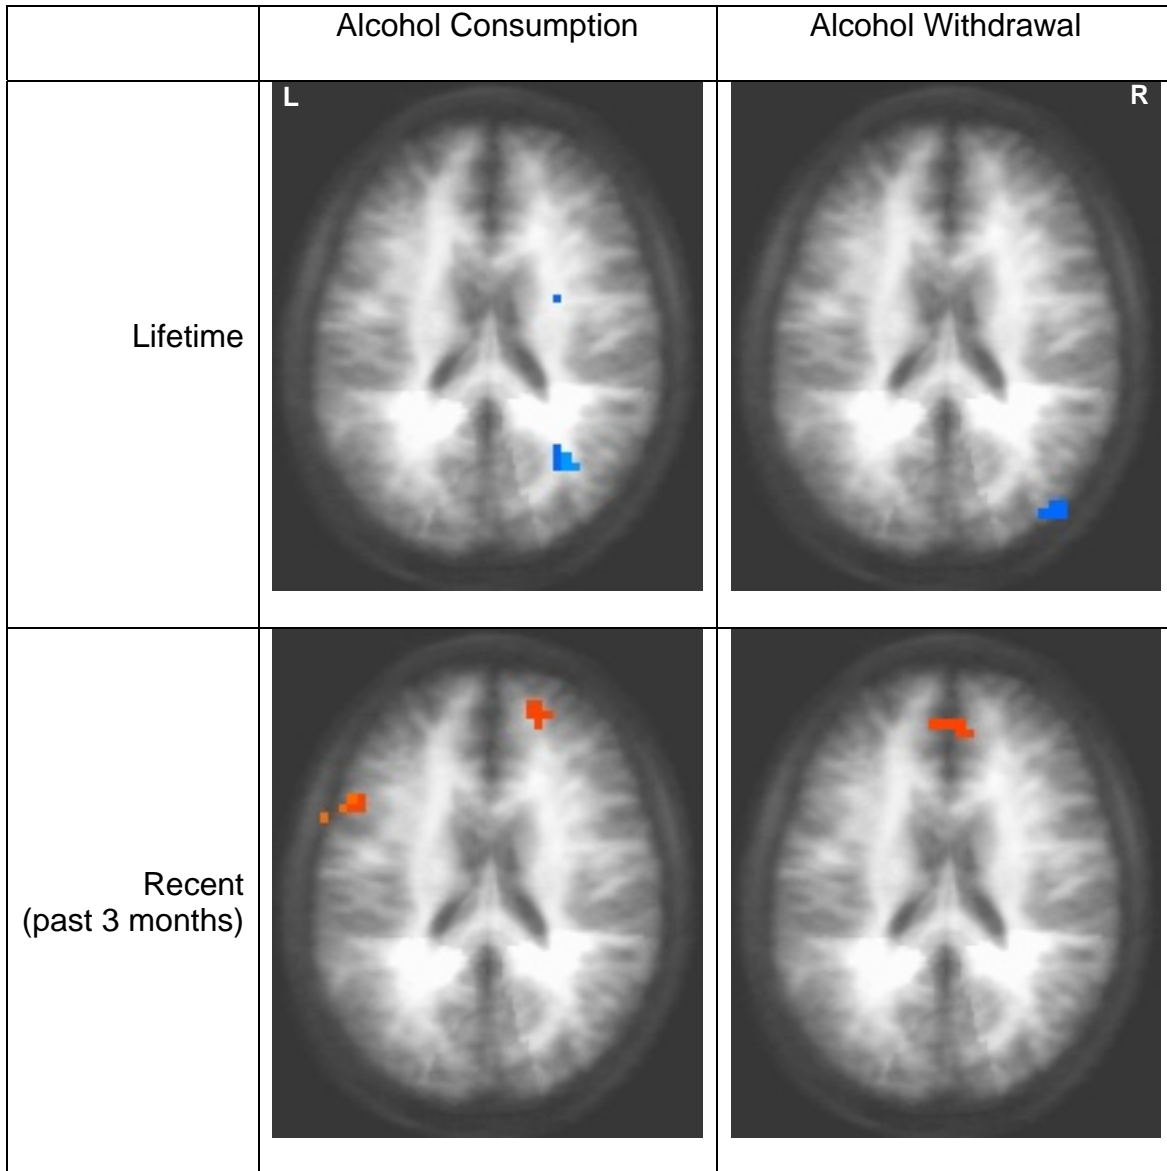 Alcohol Consumption
Alcohol Withdrawal
L
R
Lifetime
Recent
(past 3 months)